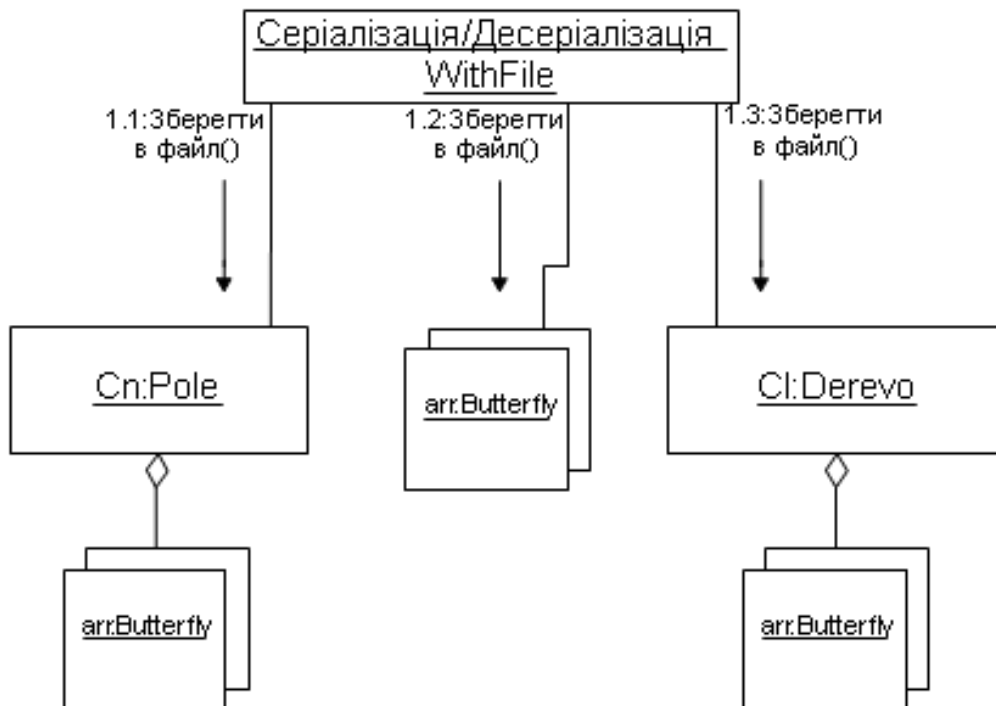 Серіалізація/Десеріалізація
WithFile
1.1:Зберегти
в файл()
1.2:Зберегти
в файл()
1.3:Зберегти
в файл()
Cn:Pole
arr:Butterfly
Cl:Derevo
arr:Butterfly
arr:Butterfly